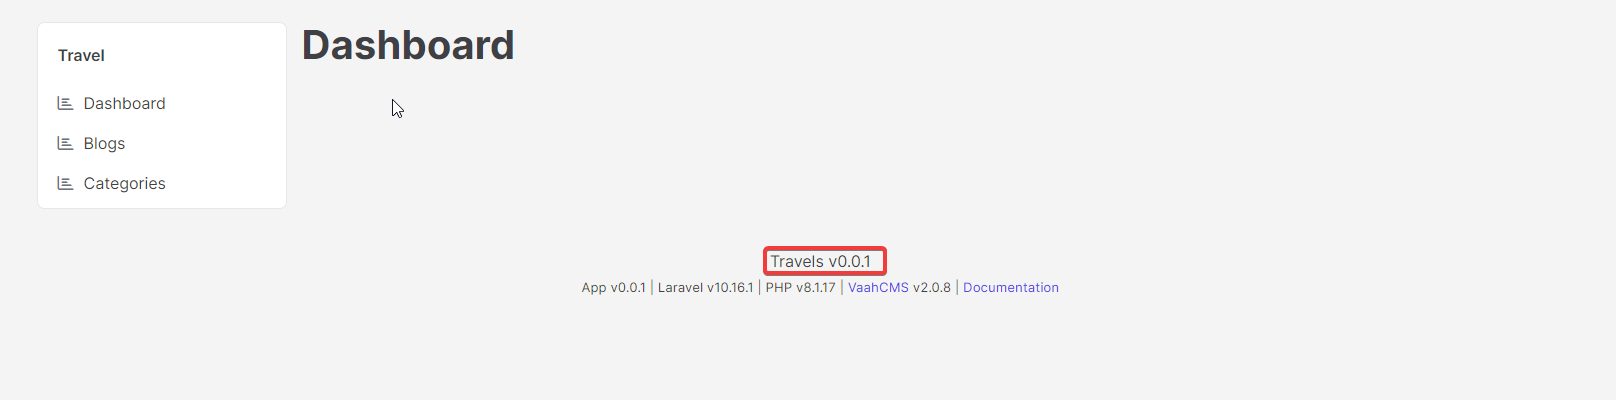 Travel
Dashboard
Blogs
Categories
Dashboard
Travels v0.0.1
App v0.0.1 | Laravel v10.16.1 | PHP v8.1.17 | VaahCMS v2.0.8 | Documentation